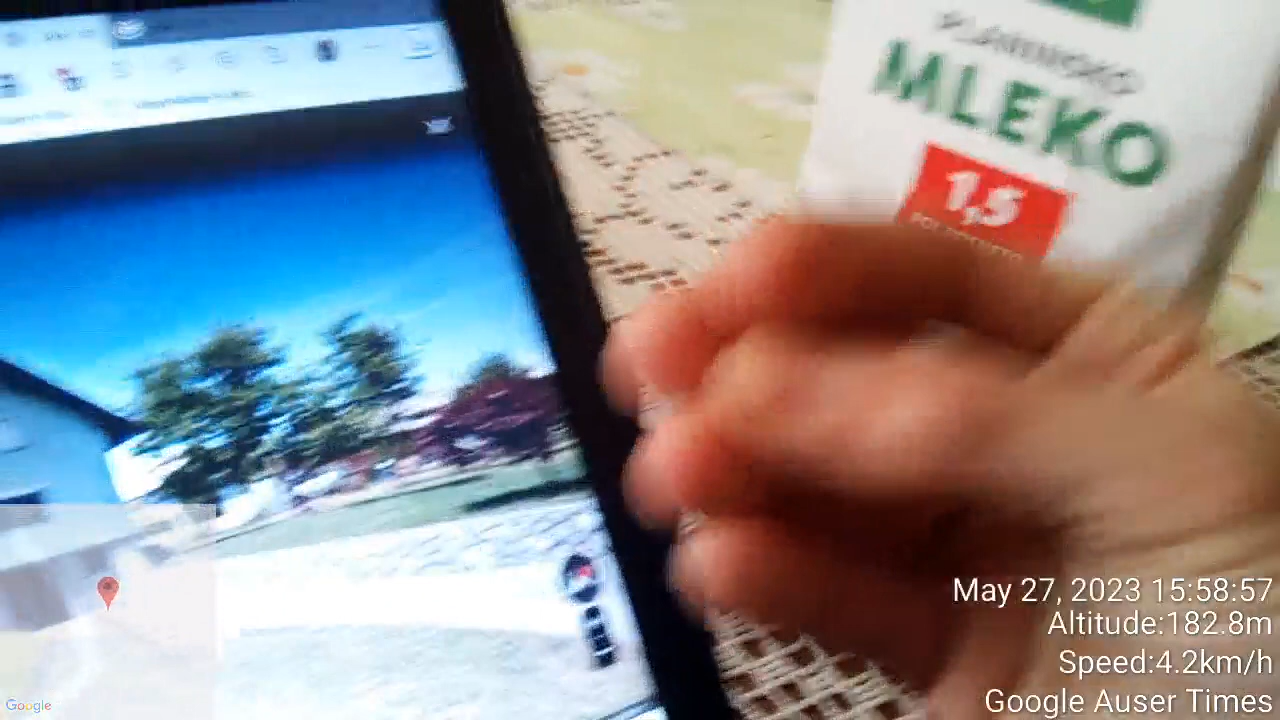 PLANINSKO
MLEKO
1,5
May 27, 2023 15:58:57
Altitude:182.8m
Speed:4.2km/h
Google Auser Times
Google